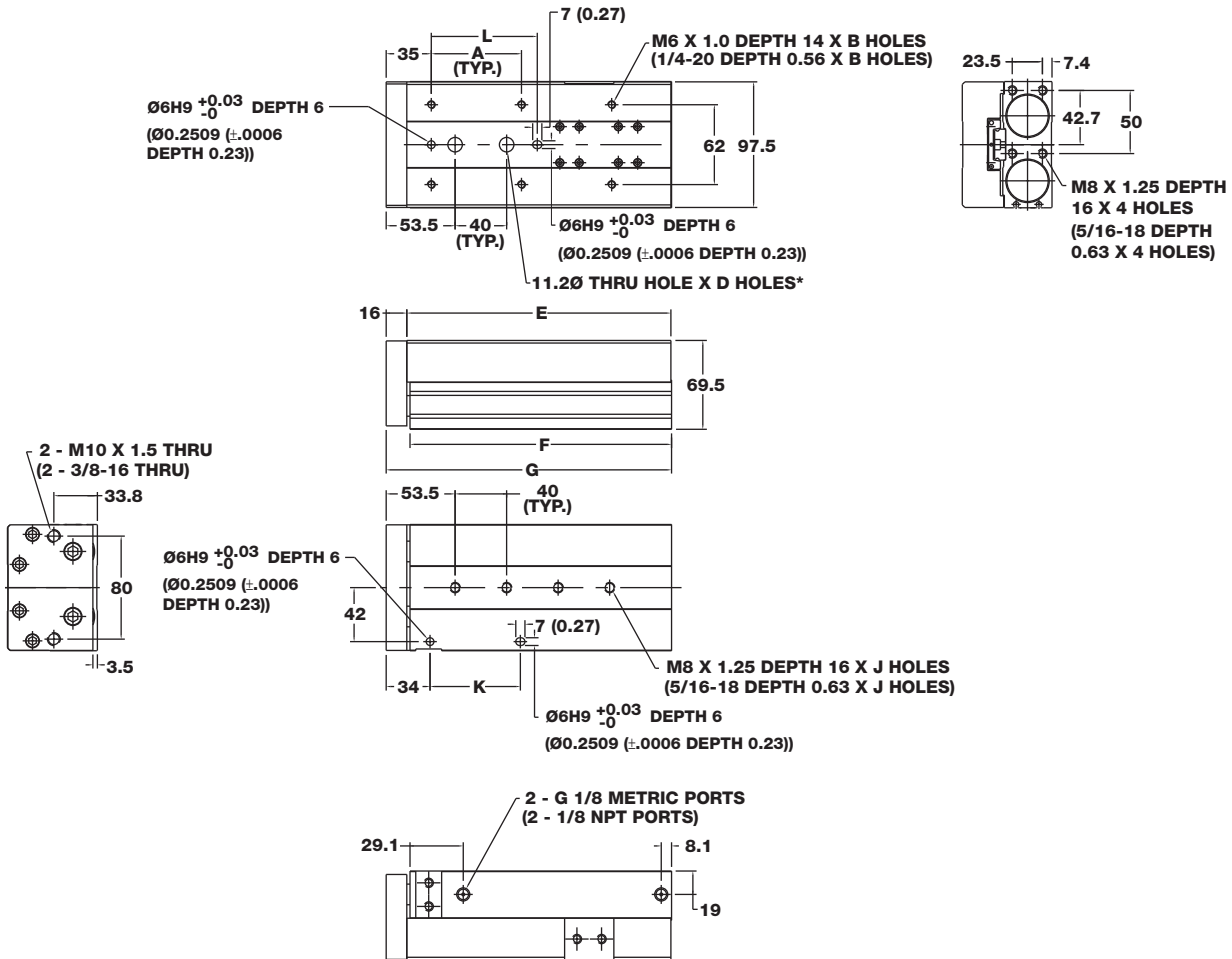 7 (0.27)
L
35
A
(TYP.)
M6 X 1.0 DEPTH 14 X B HOLES
(1/4-20 DEPTH 0.56 X B HOLES)
23.5
7.4
Ø6H9 +0.03 -0 DEPTH 6
(Ø0.2509 (±.0006
DEPTH 0.23))
62
97.5
42.7
50
M8 X 1.25 DEPTH
16 X 4 HOLES
(5/16-18 DEPTH
0.63 X 4 HOLES)
53.5
40
(TYP.)
Ø6H9 +0.03 -0 DEPTH 6
(Ø0.2509 (±.0006 DEPTH 0.23))
11.2Ø THRU HOLE X D HOLES*
16
E
69.5
F
G
2 - M10 X 1.5 THRU
(2 - 3/8-16 THRU)
33.8
80
3.5
53.5
40
(TYP.)
Ø6H9 +0.03 -0 DEPTH 6
(Ø0.2509 (±.0006
DEPTH 0.23))
42
7 (0.27)
34
K
M8 X 1.25 DEPTH 16 X J HOLES
(5/16-18 DEPTH 0.63 X J HOLES)
Ø6H9 +0.03 -0 DEPTH 6
(Ø0.2509 (±.0006 DEPTH 0.23))
2 - G 1/8 METRIC PORTS
(2 - 1/8 NPT PORTS)
29.1
8.1
19